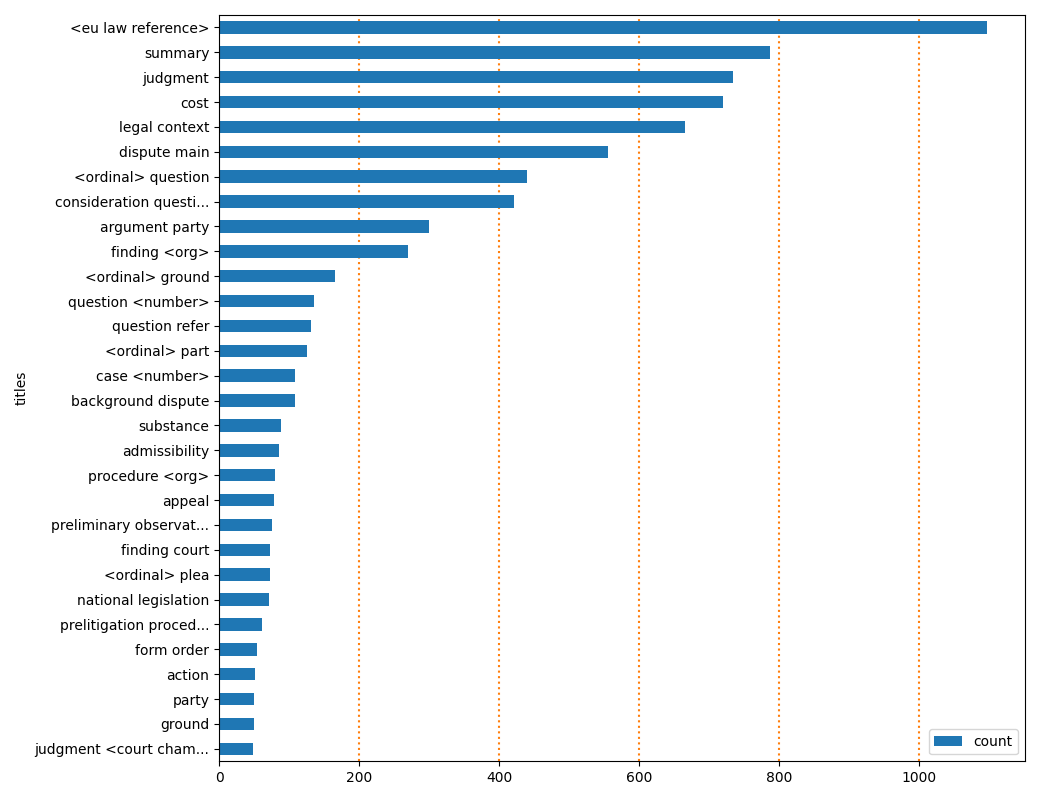 <eu law reference>
summary
judgment
cost
legal context
dispute main
<ordinal> question
consideration questi...
argument party
finding <org>
<ordinal> ground
question <number>
question refer
<ordinal> part
case <number>
background dispute
substance
admissibility
procedure <org>
appeal
preliminary observat...
finding court
<ordinal> plea
national legislation
prelitigation proced...
form order
action
party
ground
judgment <court cham...
titles
count
0 200 400 600 800 1000